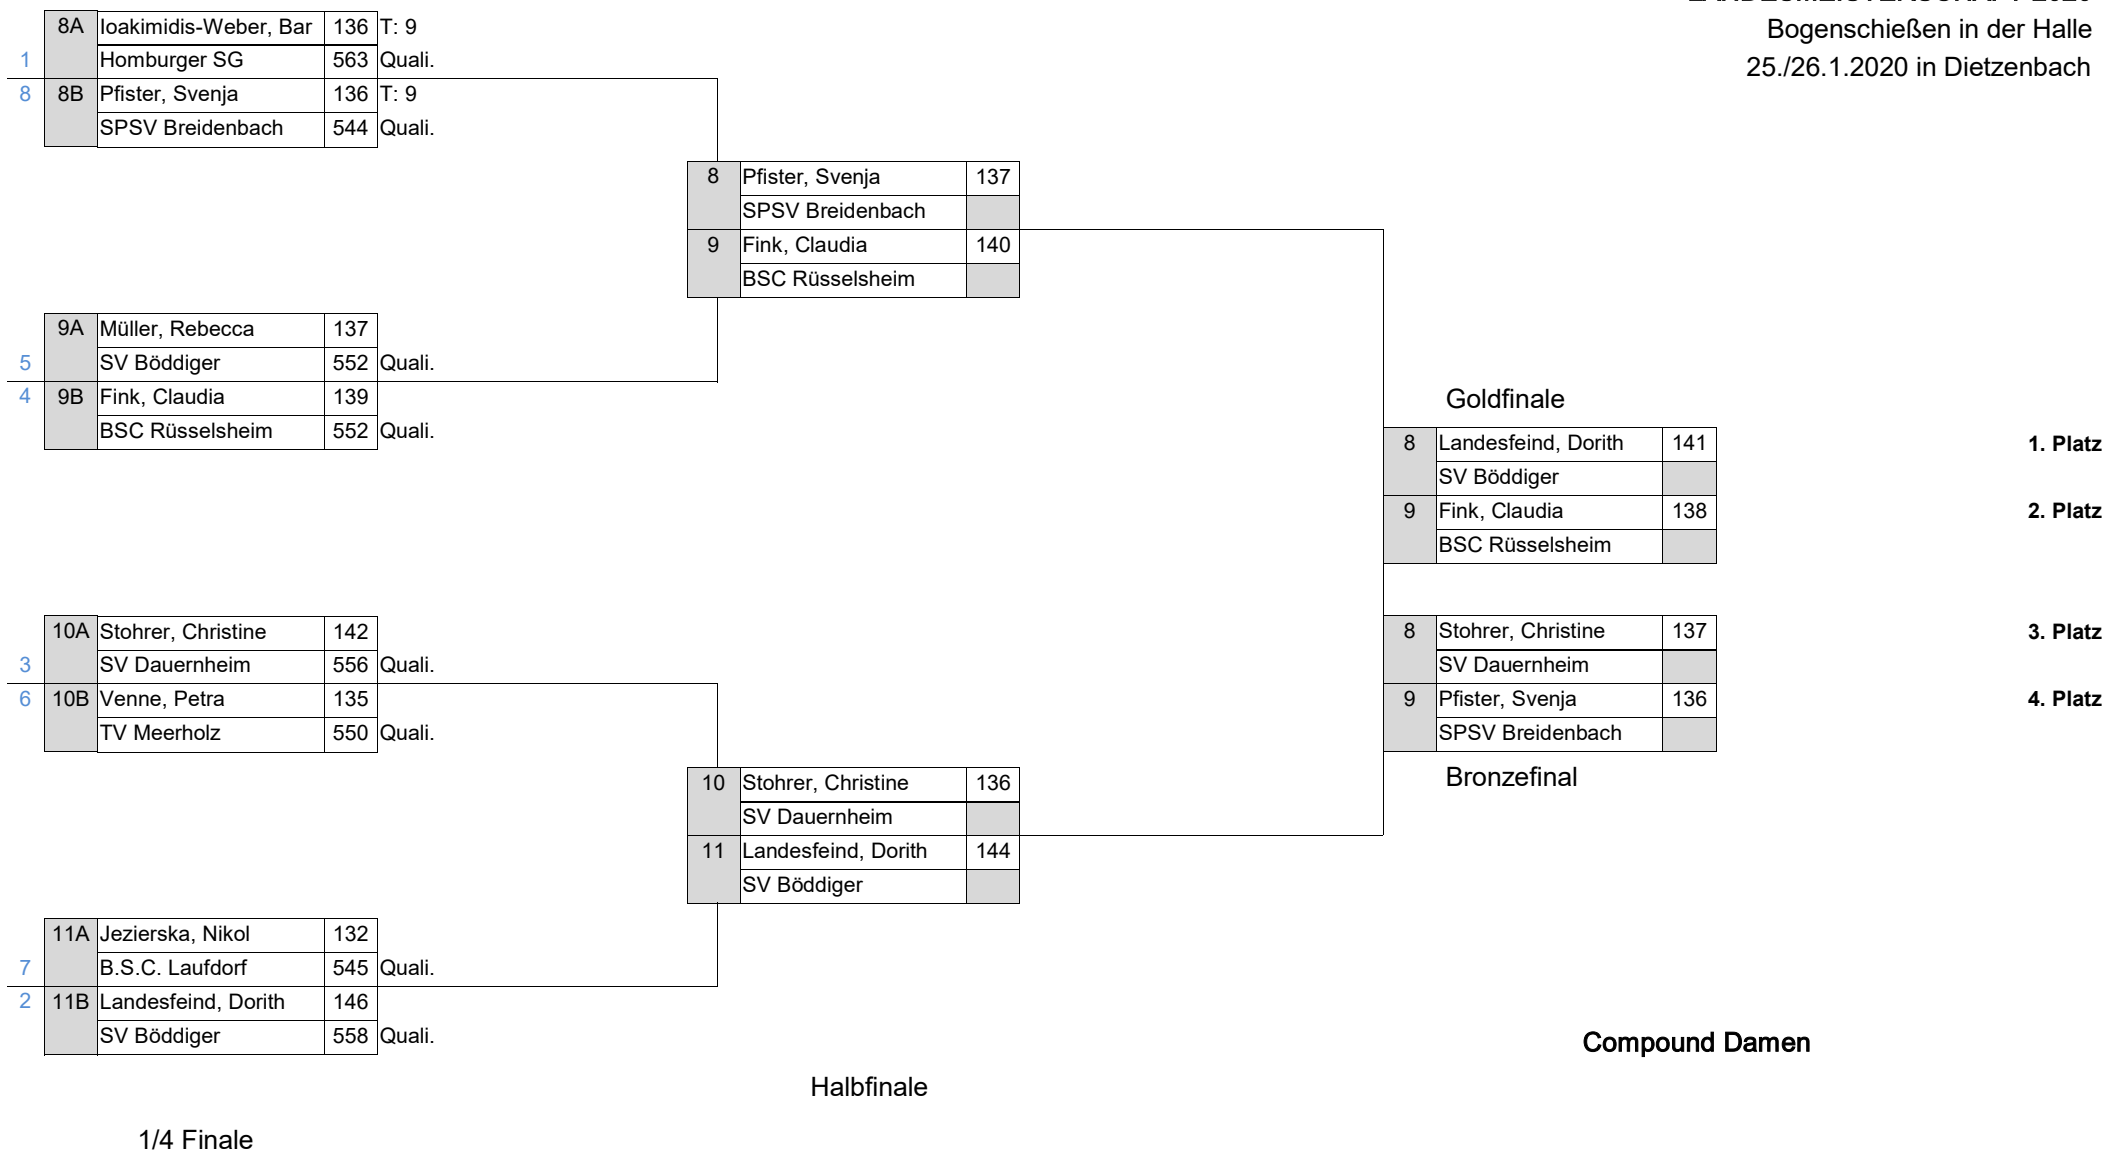 Bogenschießen in der Halle
25./26.1.2020 in Dietzenbach
8A Ioakimidis-Weber, Bar 136 T: 9
1 Homburger SG 563 Quali.
8 8B Pfister, Svenja 136 T: 9
SPSV Breidenbach 544 Quali.
8 Pfister, Svenja 137
SPSV Breidenbach
9 Fink, Claudia 140
BSC Rüsselsheim
9A Müller, Rebecca 137
5 SV Böddiger 552 Quali.
4 9B Fink, Claudia 139
BSC Rüsselsheim 552 Quali.
Goldfinale
8 Landesfeind, Dorith 141 1. Platz
SV Böddiger
9 Fink, Claudia 138 2. Platz
BSC Rüsselsheim
10A Stohrer, Christine 142
3 SV Dauernheim 556 Quali.
6 10B Venne, Petra 135
TV Meerholz 550 Quali.
8 Stohrer, Christine 137 3. Platz
SV Dauernheim
9 Pfister, Svenja 136 4. Platz
SPSV Breidenbach
Bronzefinal
10 Stohrer, Christine 136
SV Dauernheim
11 Landesfeind, Dorith 144
SV Böddiger
11A Jezierska, Nikol 132
7 B.S.C. Laufdorf 545 Quali.
2 11B Landesfeind, Dorith 146
SV Böddiger 558 Quali.
Compound Damen
Halbfinale
1/4 Finale